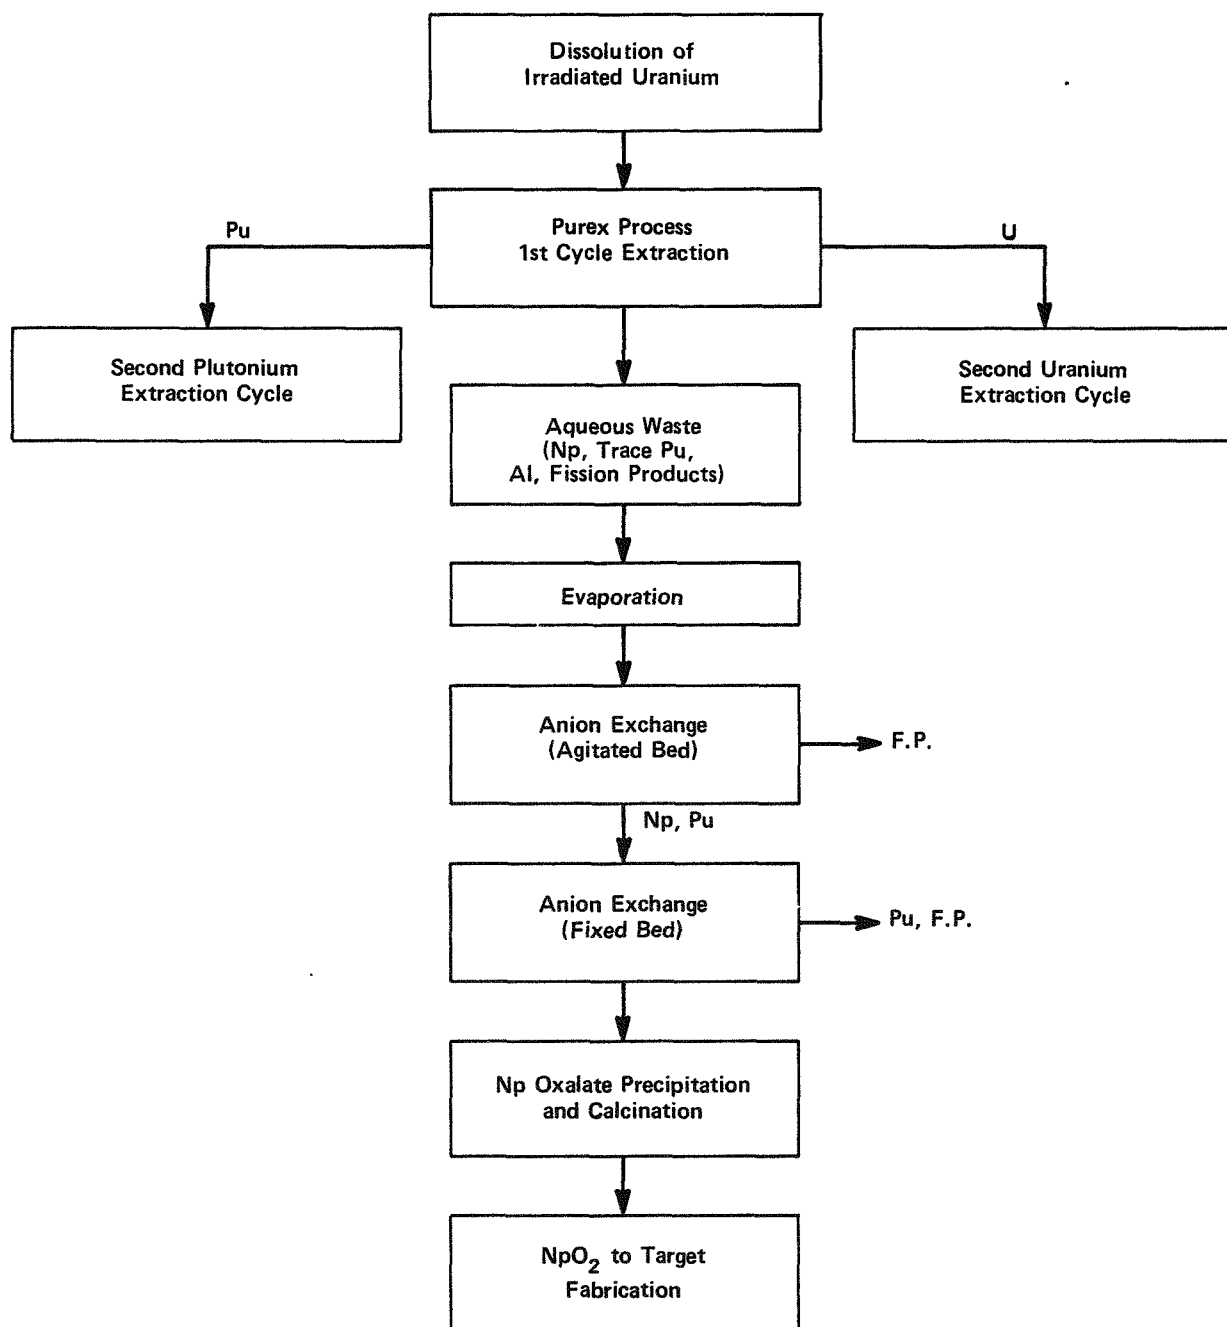 Dissolution of
Irradiated Uranium
Pu
Purex Process
1st Cycle Extraction
U
Second Plutonium
Extraction Cycle
Second Uranium
Extraction Cycle
Aqueous Waste
(Np, Trace Pu,
Al, Fission Products)
Evaporation
Anion Exchange
(Agitated Bed)
F.P.
Np, Pu
Anion Exchange
(Fixed Bed)
Pu, F.P.
Np Oxalate Precipitation
and Calcination
NpO₂ to Target
Fabrication